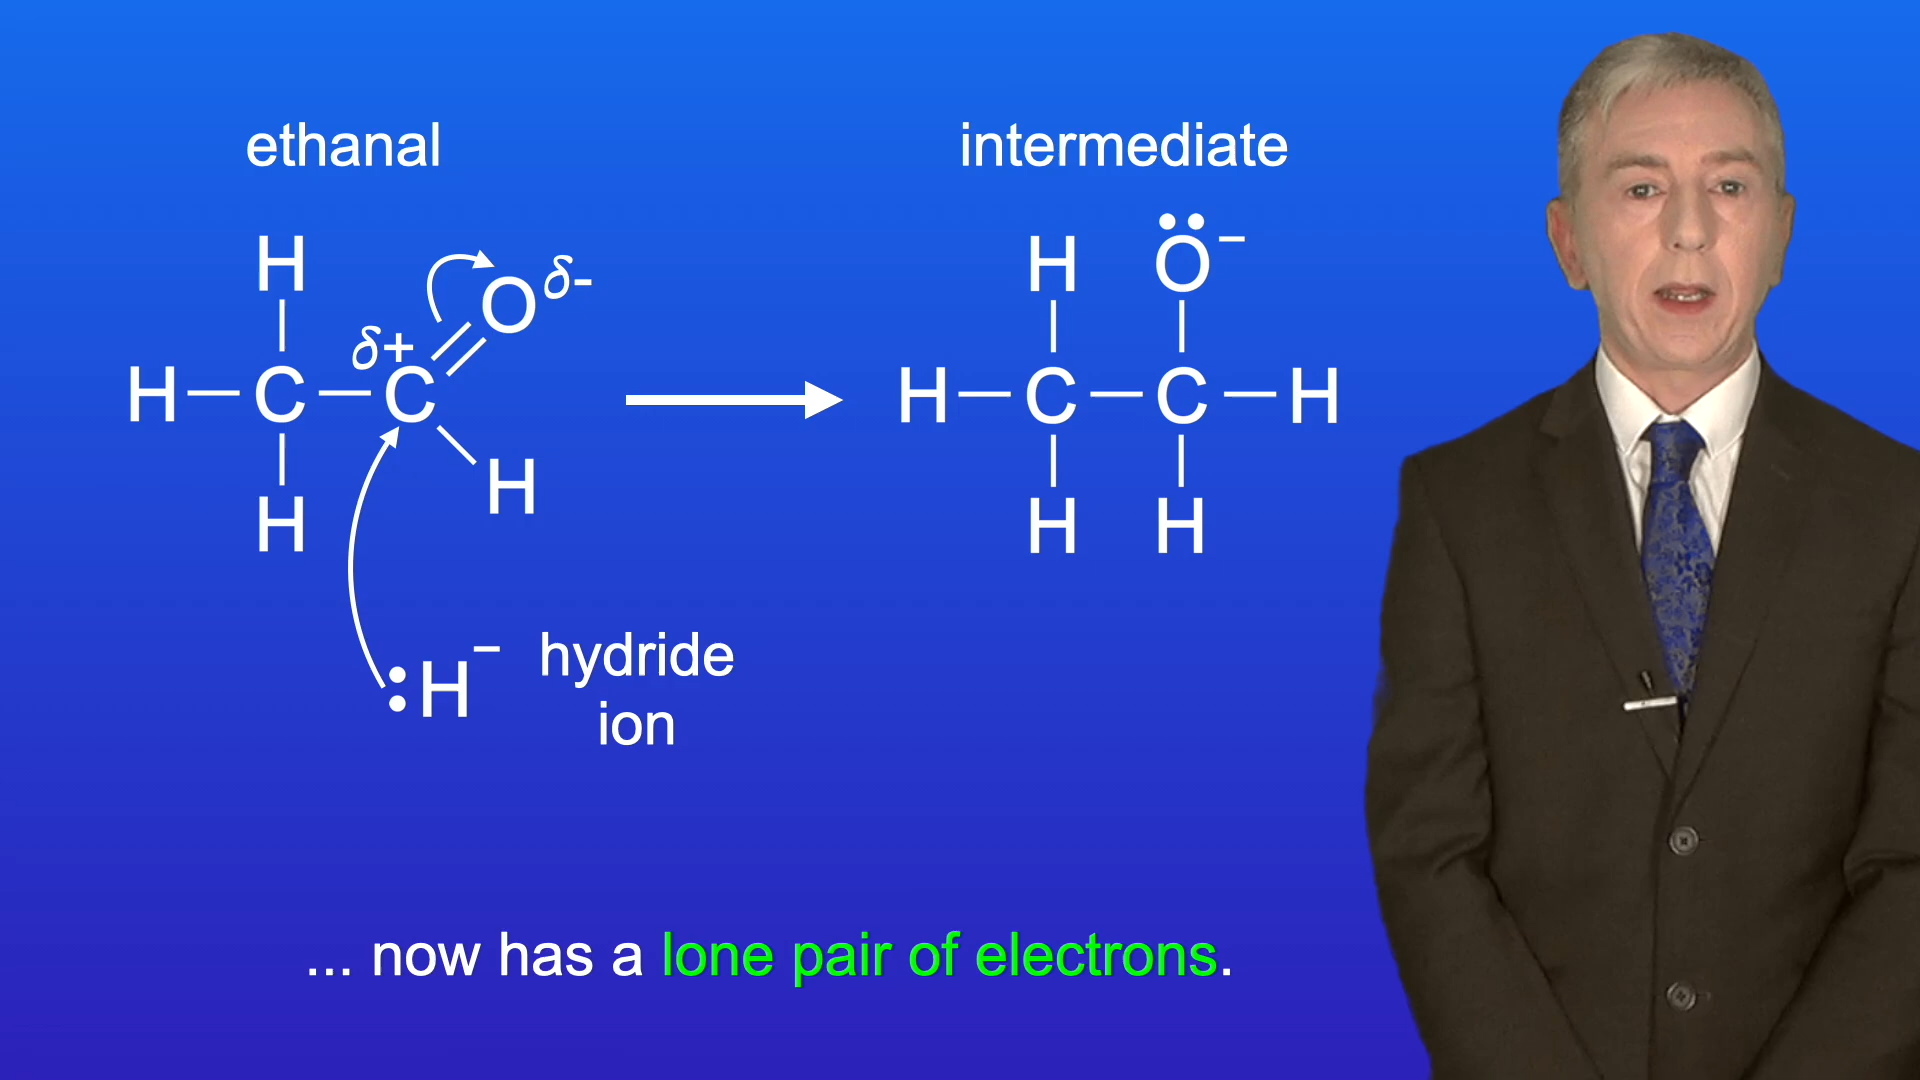 ethanal
intermediate
H
H
O
–
O
δ-
δ+
H
C
C
H
C
C
H
H
H
H
H
H
–
hydride
ion
... now has a lone pair of electrons.